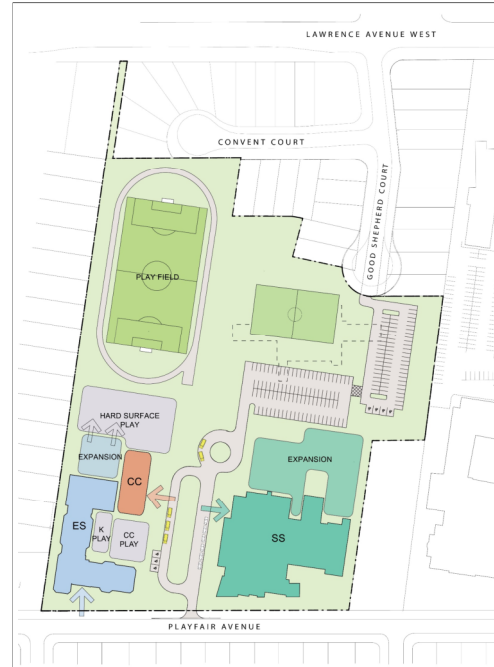 LAWRENCE AVENUE WEST
CONVENT COURT
GOOD SHEPHERD COURT
PLAY FIELD
HARD SURFACE
PLAY
EXPANSION
CC
EXPANSION
ES
K
PLAY
CC
PLAY
SS
PLAYFAIR AVENUE